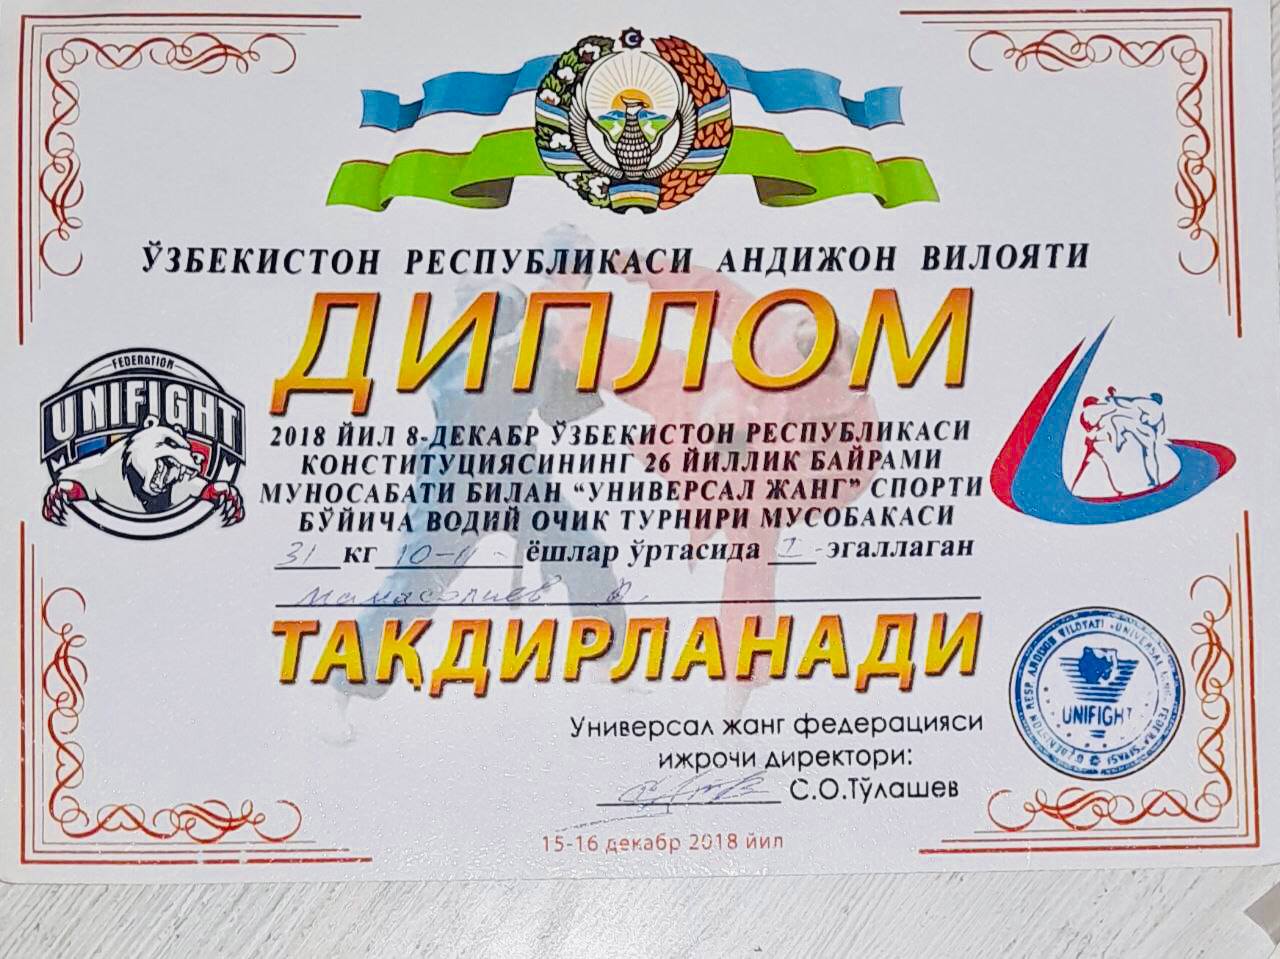 ЎЗБЕКИСТОН РЕСПУБЛИКАСИ АНДИЖОН ВИЛОЯТИ
ДИПЛОМ
FEDERATION
UNIFIGHT
2018 ЙИЛ 8-ДЕКАБР ЎЗБЕКИСТОН РЕСПУБЛИКАСИ
КОНСТИТУЦИЯСИНИНГ 26 ЙИЛЛИК БАЙРАМИ
МУНОСАБАТИ БИЛАН “УНИВЕРСАЛ ЖАНГ” СПОРТИ
БЎЙИЧА ВОДИЙ ОЧИК ТУРНИРИ МУСОБАКАСИ
31 кг 10-11 - ёшлар ўртасида I -эгаллаган
ТАҚДИРЛАНАДИ
UNIFIGHT
Универсал жанг федерацияси
ижрочи директори:
С.О.Тўлашев
15-16 декабр 2018 йил